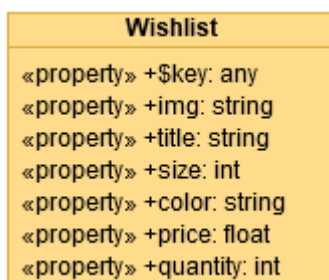 Wishlist
«property» +$key: any
«property» +img: string
«property» +title: string
«property» +size: int
«property» +color: string
«property» +price: float
«property» +quantity: int